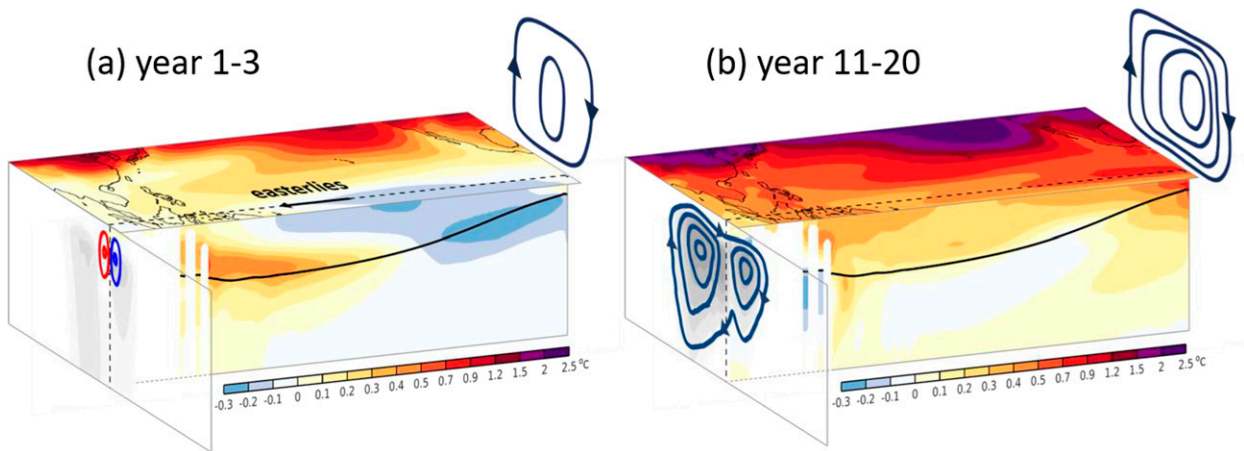 (a) year 1-3
(b) year 11-20
easterlies
-0.3 -0.2 -0.1 0 0.1 0.2 0.3 0.4 0.5 0.7 0.9 1.2 1.5 2 2.5 ⁰C
-0.3 -0.2 -0.1 0 0.1 0.2 0.3 0.4 0.5 0.7 0.9 1.2 1.5 2 2.5 ⁰C